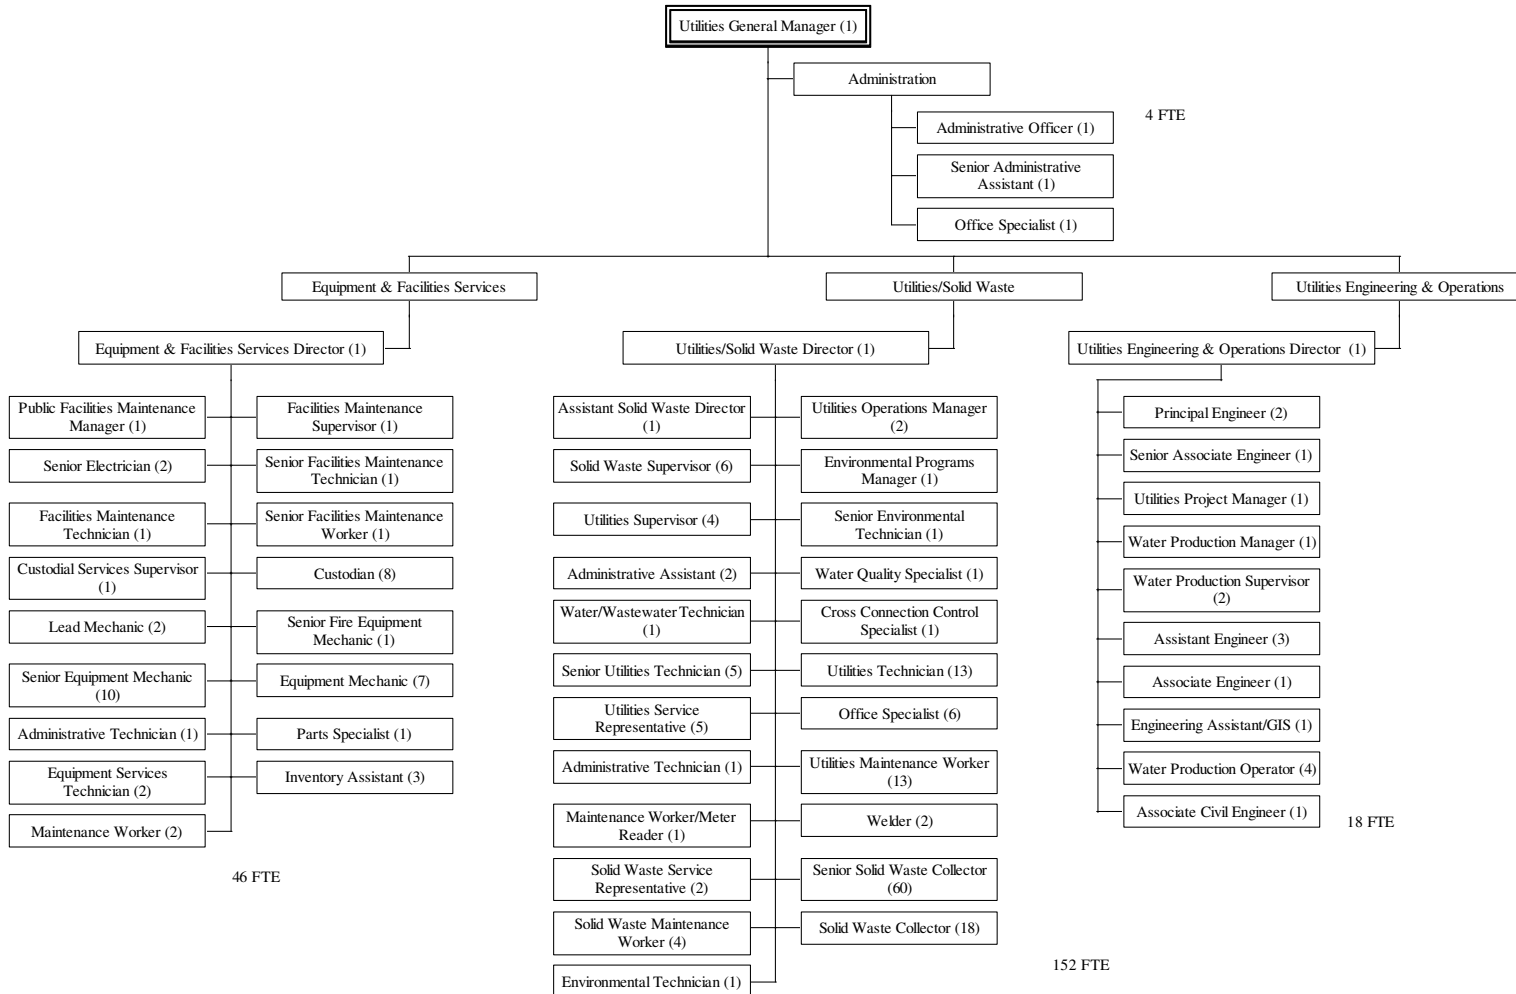 Utilities General Manager (1)
Administration
4 FTE
Administrative Officer (1)
Senior Administrative
Assistant (1)
Office Specialist (1)
Equipment & Facilities Services
Utilities/Solid Waste
Utilities Engineering & Operations
Equipment & Facilities Services Director (1)
Utilities/Solid Waste Director (1)
Utilities Engineering & Operations Director (1)
Public Facilities Maintenance
Manager (1)
Facilities Maintenance
Supervisor (1)
Senior Electrician (2)
Senior Facilities Maintenance
Technician (1)
Facilities Maintenance
Technician (1)
Senior Facilities Maintenance
Worker (1)
Custodial Services Supervisor
(1)
Custodian (8)
Lead Mechanic (2)
Senior Fire Equipment
Mechanic (1)
Senior Equipment Mechanic
(10)
Equipment Mechanic (7)
Administrative Technician (1)
Parts Specialist (1)
Equipment Services
Technician (2)
Inventory Assistant (3)
Maintenance Worker (2)
46 FTE
Assistant Solid Waste Director
(1)
Utilities Operations Manager
(2)
Solid Waste Supervisor (6)
Environmental Programs
Manager (1)
Utilities Supervisor (4)
Senior Environmental
Technician (1)
Administrative Assistant (2)
Water Quality Specialist (1)
Water/Wastewater Technician
(1)
Cross Connection Control
Specialist (1)
Senior Utilities Technician (5)
Utilities Technician (13)
Utilities Service
Representative (5)
Office Specialist (6)
Administrative Technician (1)
Utilities Maintenance Worker
(13)
Maintenance Worker/Meter
Reader (1)
Welder (2)
Solid Waste Service
Representative (2)
Senior Solid Waste Collector
(60)
Solid Waste Maintenance
Worker (4)
Solid Waste Collector (18)
Environmental Technician (1)
152 FTE
Principal Engineer (2)
Senior Associate Engineer (1)
Utilities Project Manager (1)
Water Production Manager (1)
Water Production Supervisor
(2)
Assistant Engineer (3)
Associate Engineer (1)
Engineering Assistant/GIS (1)
Water Production Operator (4)
Associate Civil Engineer (1)
18 FTE